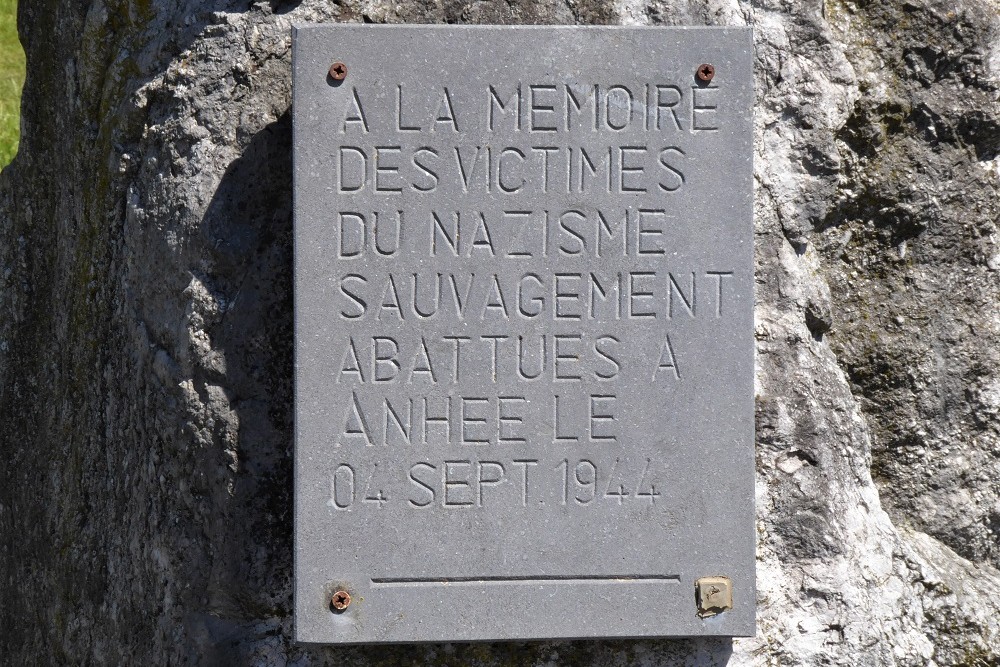 A LA MEMOIRE
DES VICTIMES
DU NAZISME
SAUVAGEMENT
ABATTUES A
ANHEE LE
04 SEPT. 1944